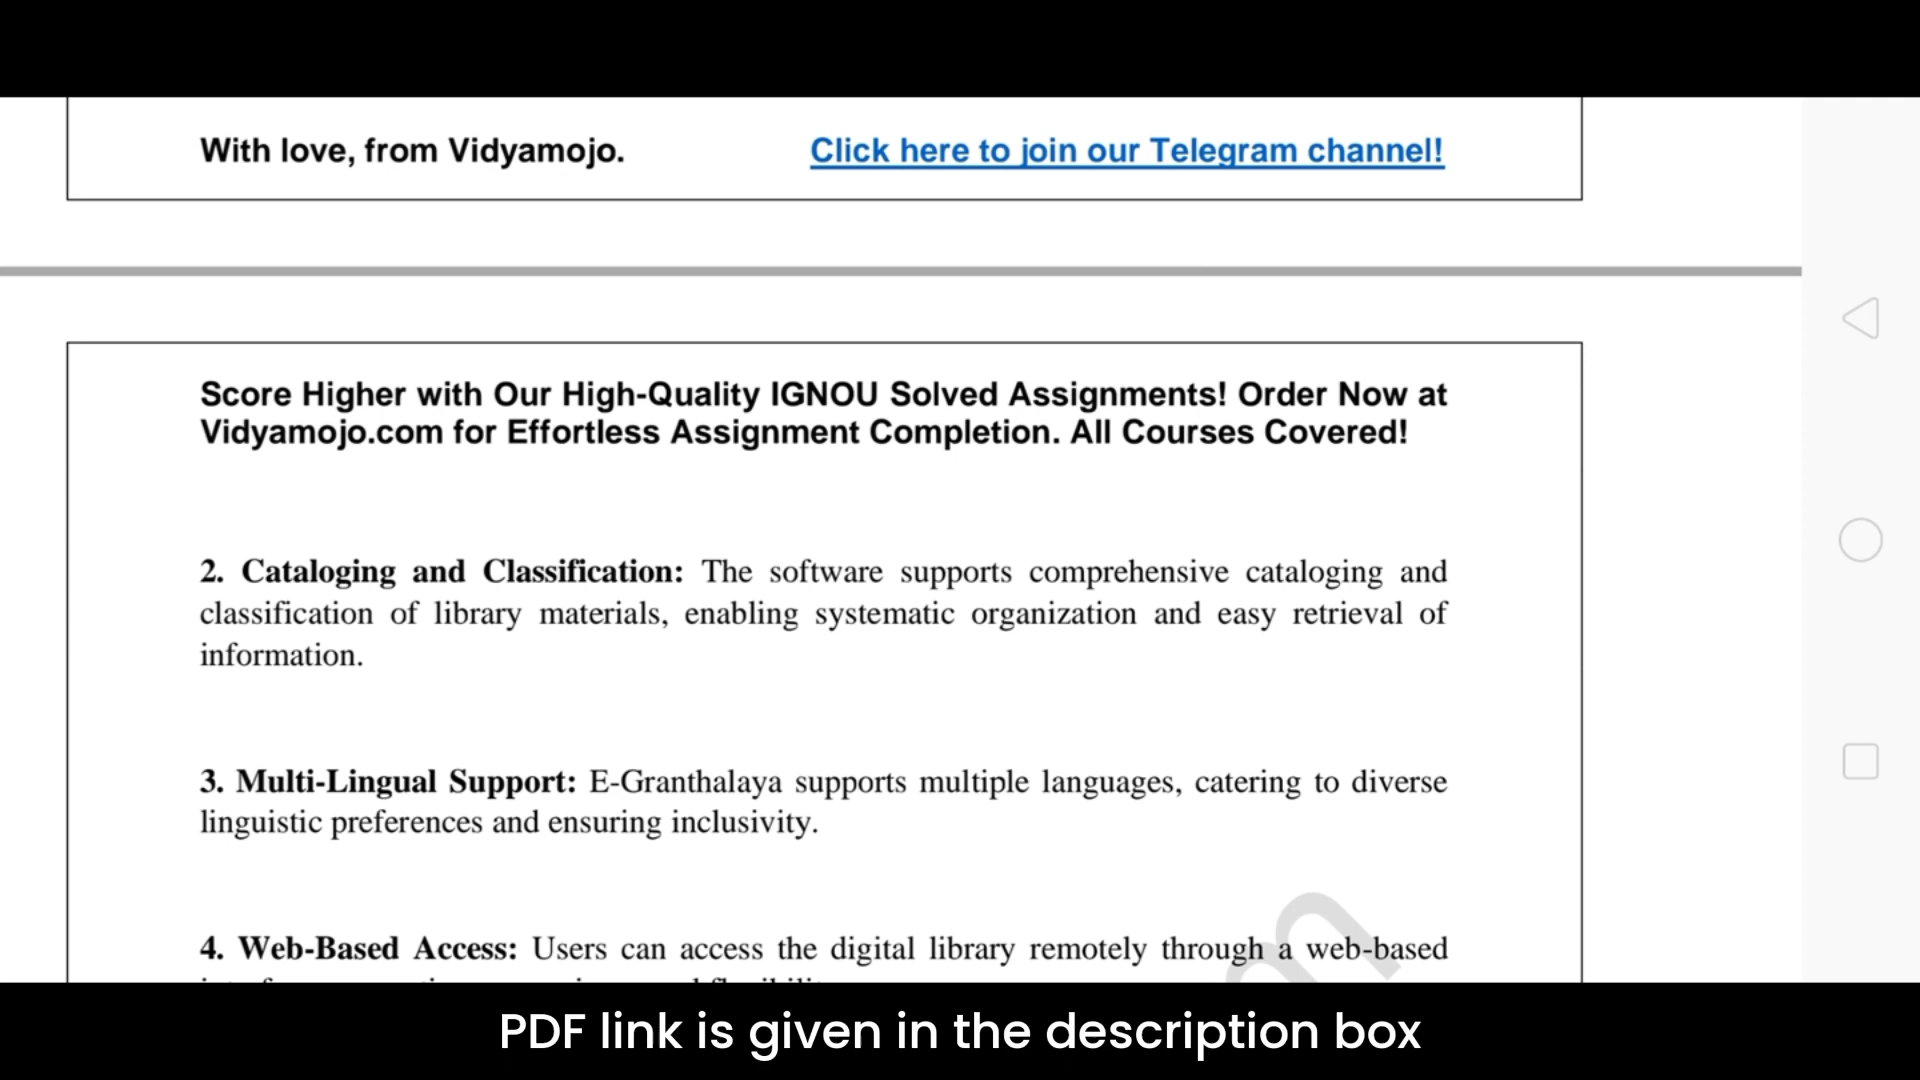 With love, from Vidyamojo.
Click here to join our Telegram channel!
Score Higher with Our High-Quality IGNOU Solved Assignments! Order Now at
Vidyamojo.com for Effortless Assignment Completion. All Courses Covered!
2. Cataloging and Classification: The software supports comprehensive cataloging and
classification of library materials, enabling systematic organization and easy retrieval of
information.
3. Multi-Lingual Support: E-Granthalaya supports multiple languages, catering to diverse
linguistic preferences and ensuring inclusivity.
4. Web-Based Access: Users can access the digital library remotely through a web-based
m
PDF link is given in the description box